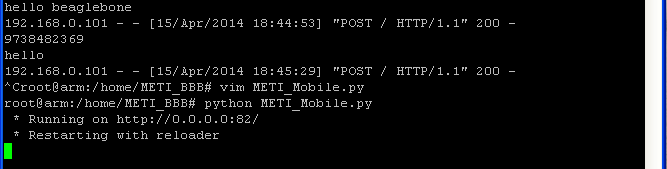 hello beaglebone
192.168.0.101 - - [15/Apr/2014 18:44:53] "POST / HTTP/1.1" 200 -
9738482369
hello
192.168.0.101 - - [15/Apr/2014 18:45:29] "POST / HTTP/1.1" 200 -
^Croot@arm:/home/METI_BBB# vim METI_Mobile.py
root@arm:/home/METI_BBB# python METI_Mobile.py
 * Running on http://0.0.0.0:82/
 * Restarting with reloader